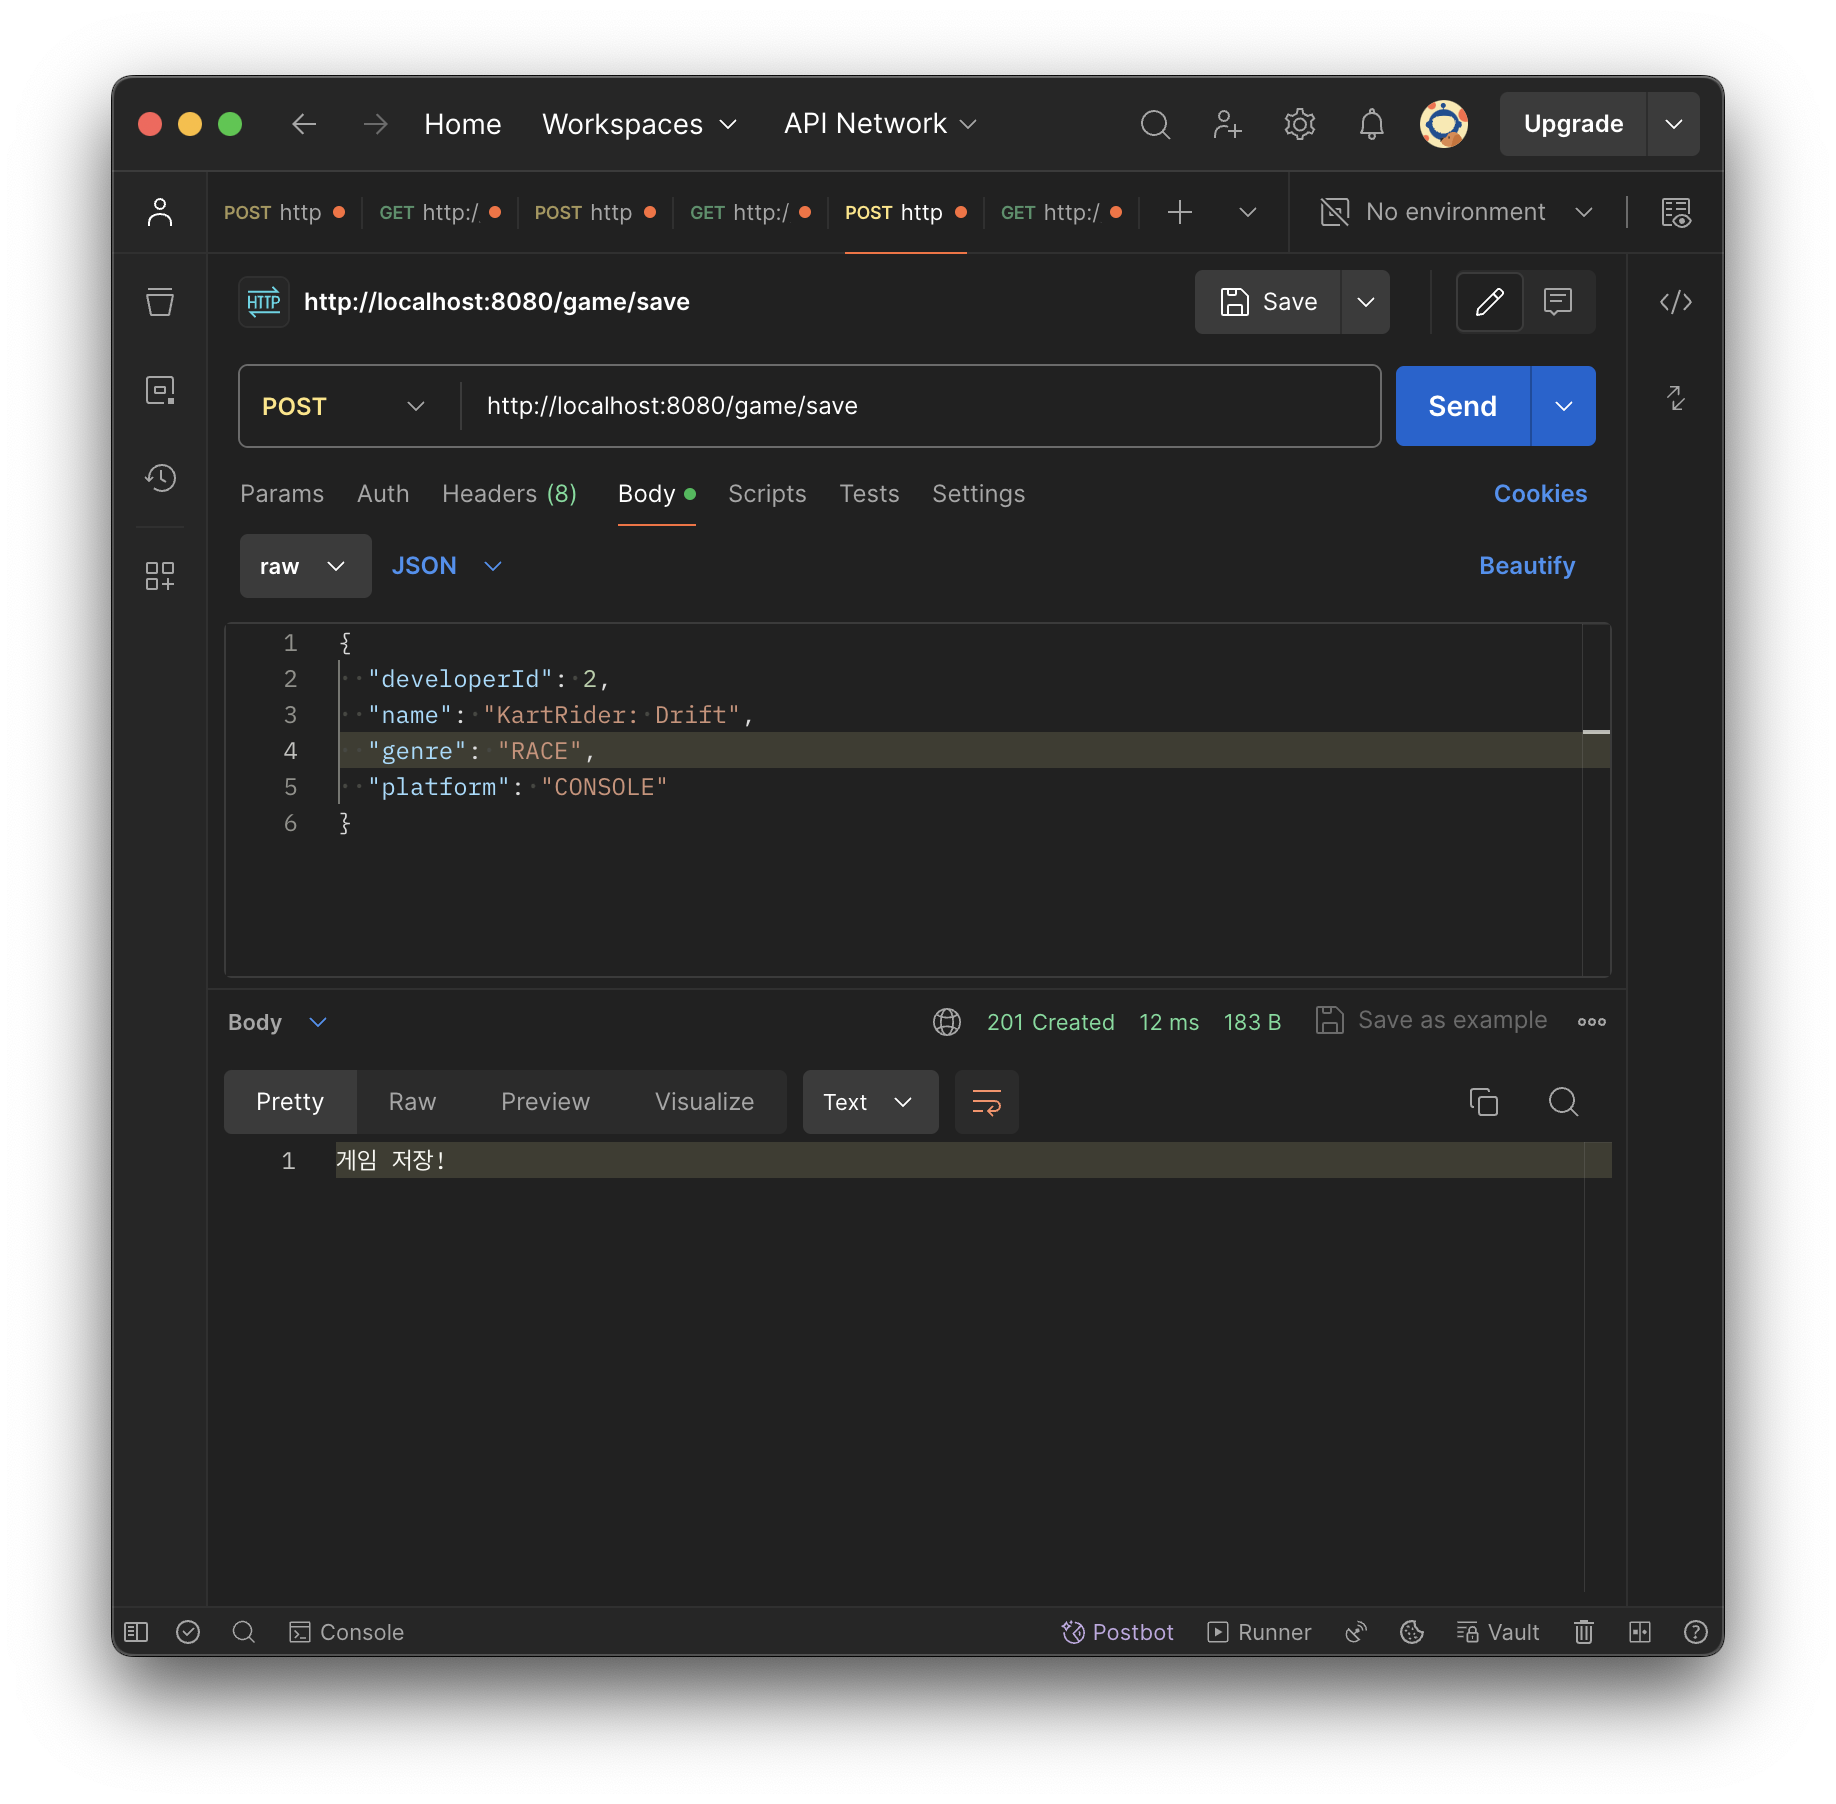 Home Workspaces API Network Upgrade
POST http GET http:/ POST http GET http:/ POST http GET http:/ No environment
HTTP http://localhost:8080/game/save Save
POST http://localhost:8080/game/save Send
Params Auth Headers (8) Body Scripts Tests Settings Cookies
raw JSON Beautify
1 {
2 "developerId": 2,
3 "name": "KartRider: Drift",
4 "genre": "RACE",
5 "platform": "CONSOLE"
6 }
Body 201 Created 12 ms 183 B Save as example
Pretty Raw Preview Visualize Text
1 게임 저장!
Console Postbot Runner Vault